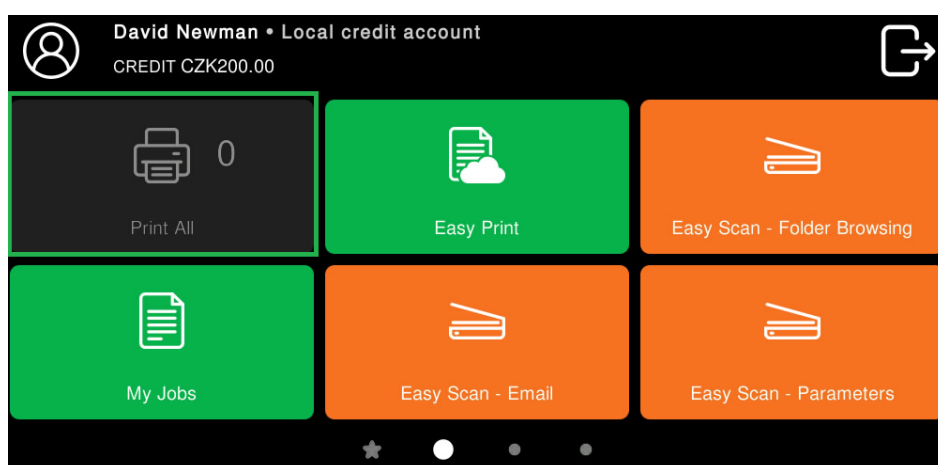 David Newman • Local credit account
CREDIT CZK200.00
0
Print All
Easy Print
Easy Scan - Folder Browsing
My Jobs
Easy Scan - Email
Easy Scan - Parameters